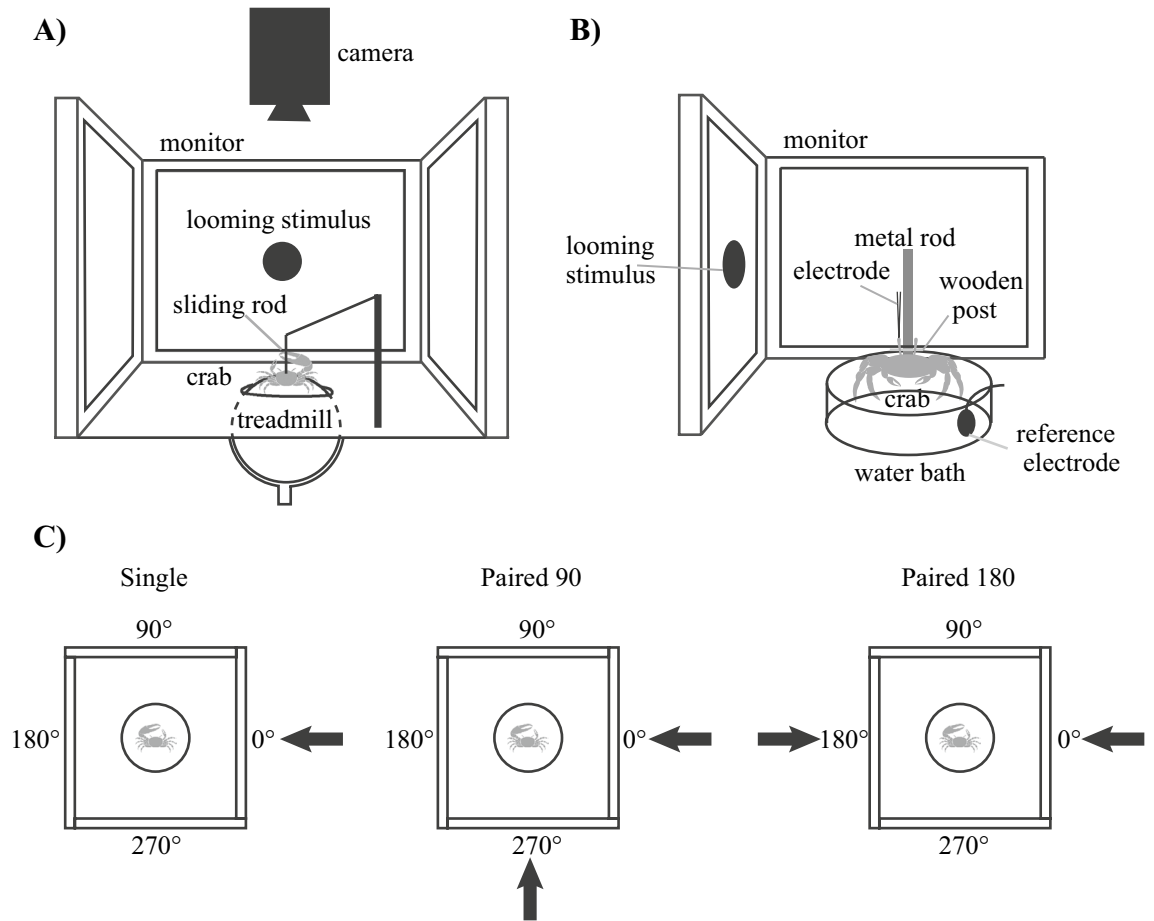 A)
camera
monitor
looming stimulus
sliding rod
crab
treadmill
B)
monitor
looming
stimulus
metal rod
electrode
wooden
post
crab
reference
electrode
water bath
C)
Single
90°
180°
0°
270°
Paired 90
90°
180°
0°
270°
Paired 180
90°
180°
0°
270°